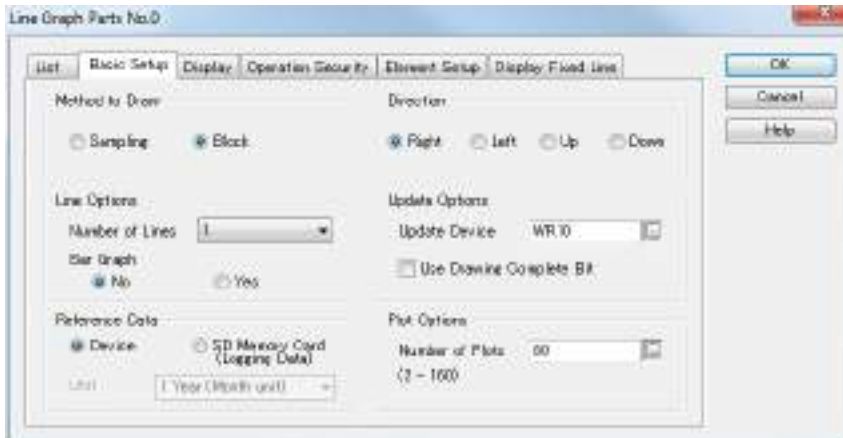 Line Graph Parts No.0
List Basic Setup Display Operation Security Element Setup Display Fixed Line
OK
Cancel
Help
Method to Draw
Sampling Block
Direction
Right Left Up Down
Line Options
Number of Lines 1
Bar Graph
No Yes
Update Options
Update Device WR10
Use Drawing Complete Bit
Reference Data
Device SD Memory Card
(Logging Data)
Unit 1 Year (Month unit)
Plot Options
Number of Plots
(2 - 160)